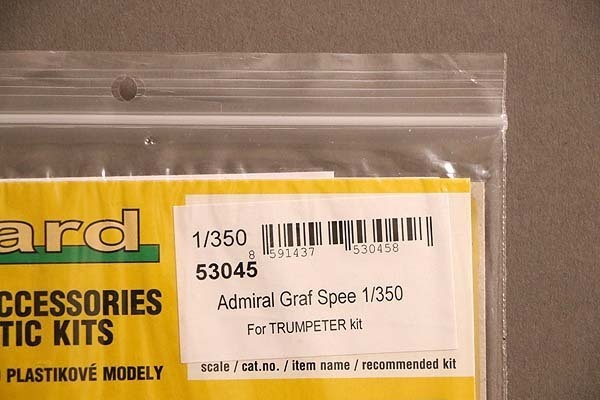 ard
CCESSORIES
TIC KITS
PLASTIKOVÉ MODELY
1/350
8 591437 530458
53045
Admiral Graf Spee 1/350
For TRUMPETER kit
scale / cat.no. / item name / recommended kit